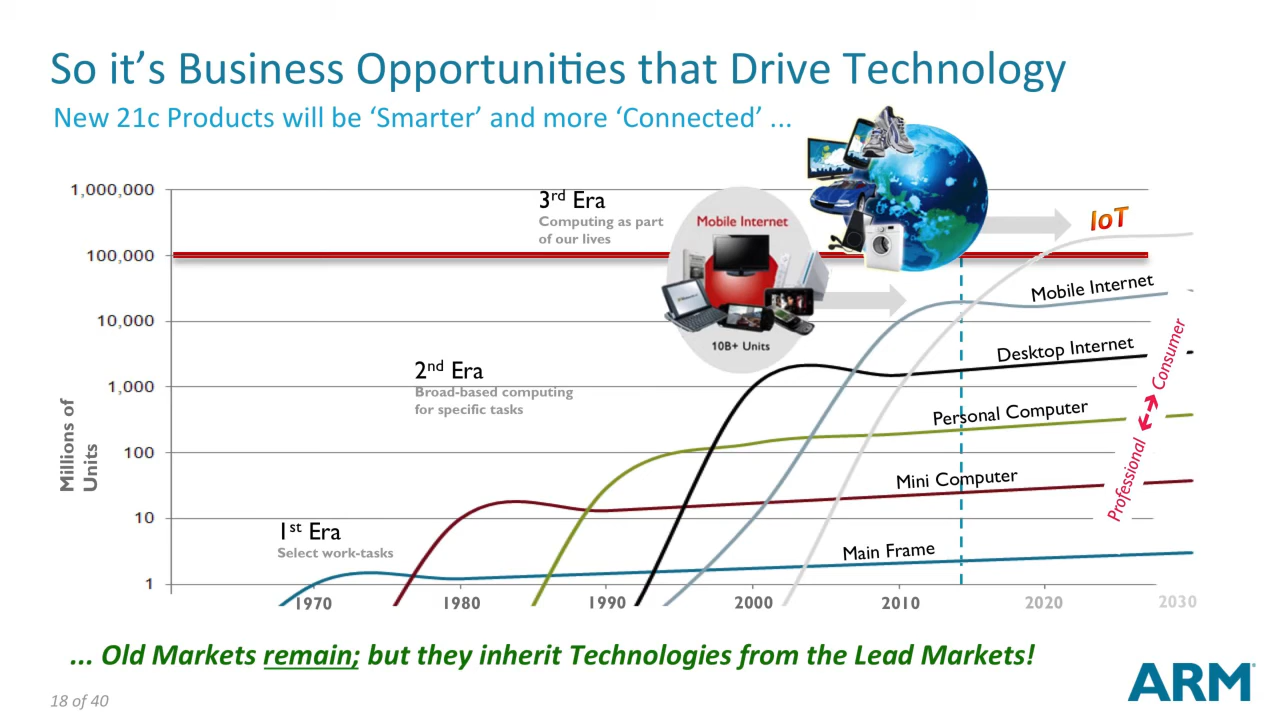 So it's Business Opportunities that Drive Technology
New 21c Products will be ‘Smarter’ and more ‘Connected’ ...
1,000,000
100,000
10,000
1,000
100
10
1
Millions of
Units
3rd Era
Computing as part
of our lives
Mobile Internet
10B+ Units
IoT
2nd Era
Broad-based computing
for specific tasks
1st Era
Select work-tasks
Mobile Internet
Desktop Internet
Personal Computer
Mini Computer
Main Frame
Professional
Consumer
1970
1980
1990
2000
2010
2020
2030
... Old Markets remain; but they inherit Technologies from the Lead Markets!
18 of 40
ARM